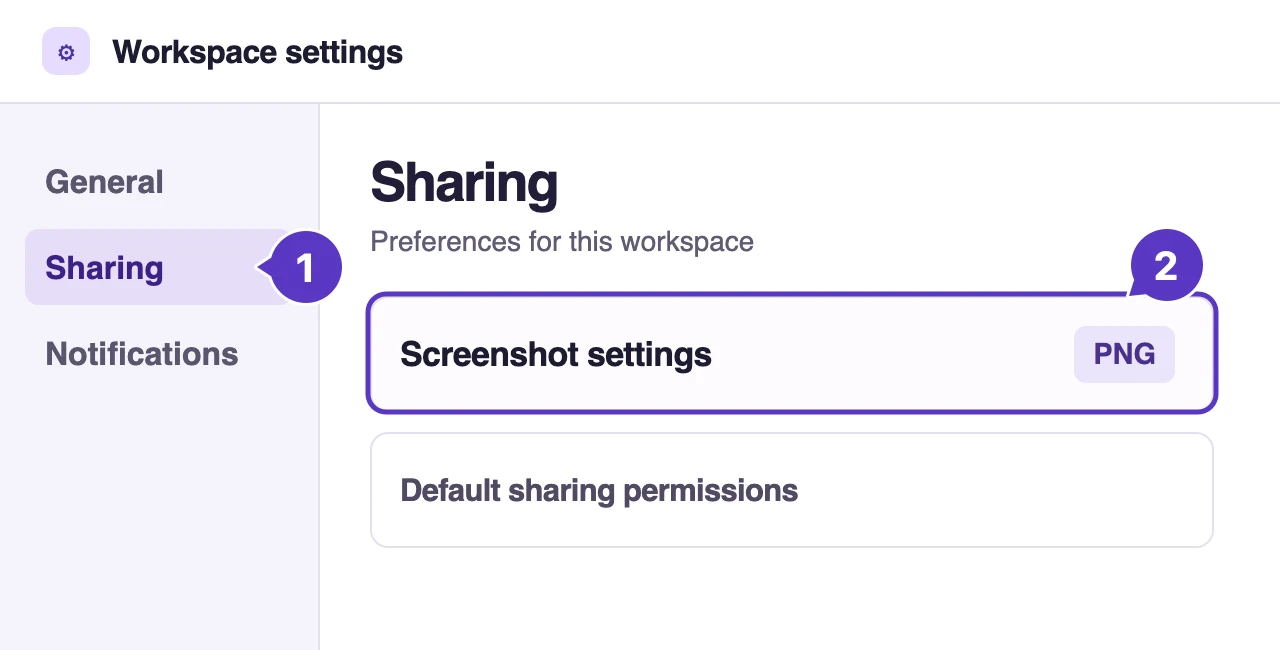 Workspace settings
General
Sharing
1
Notifications
Sharing
Preferences for this workspace
2
Screenshot settings
PNG
Default sharing permissions